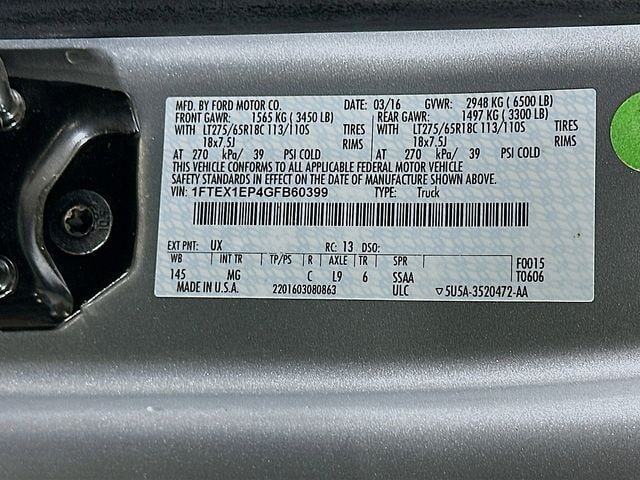 MFD. BY FORD MOTOR CO. DATE: 03/16 GVWR: 2948 KG ( 6500 LB)
FRONT GAWR: 1565 KG ( 3450 LB) REAR GAWR: 1497 KG ( 3300 LB)
WITH LT275/65R18C 113/110S TIRES WITH LT275/65R18C 113/110S TIRES
18x7.5J RIMS 18x7.5J RIMS
AT 270 kPa/ 39 PSI COLD AT 270 kPa/ 39 PSI COLD
THIS VEHICLE CONFORMS TO ALL APPLICABLE FEDERAL MOTOR VEHICLE
SAFETY STANDARDS IN EFFECT ON THE DATE OF MANUFACTURE SHOWN ABOVE.
VIN: 1FTEX1EP4GFB60399 TYPE: Truck
EXT PNT: UX RC: 13 DSO:
WB INT TR TP/PS R AXLE TR SPR F0015
145 MG C L9 6 SSAA T0606
MADE IN U.S.A. 2201603080863 ULC ▽5U5A-3520472-AA